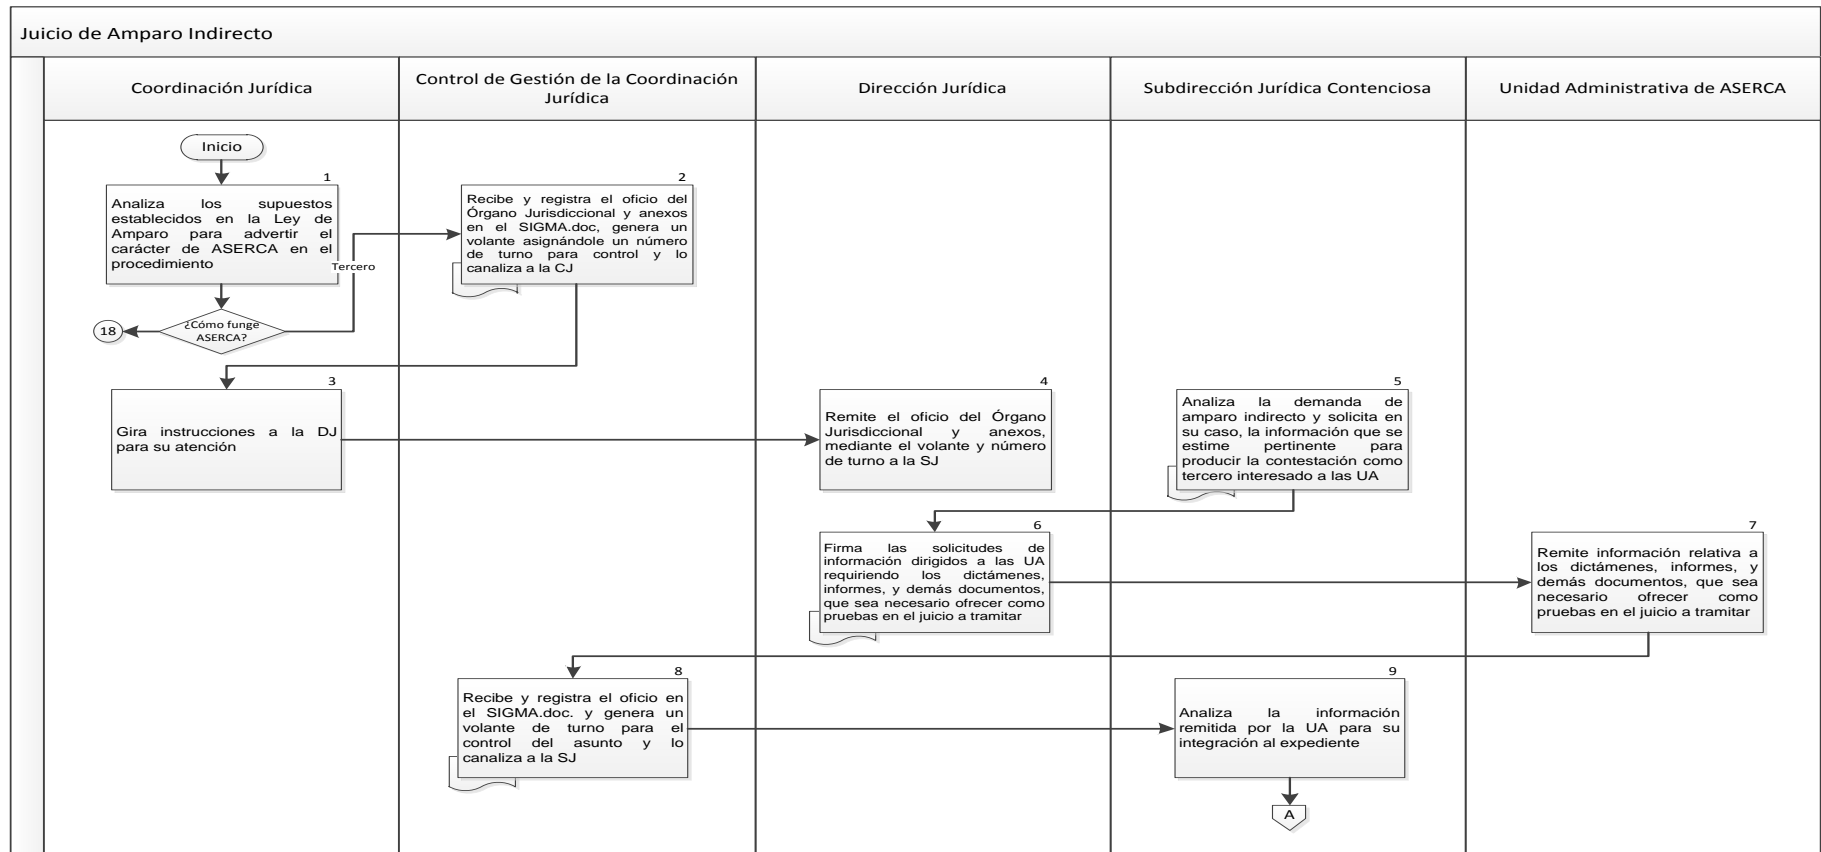 Juicio de Amparo Indirecto
Coordinación Jurídica
Control de Gestión de la Coordinación
Jurídica
Dirección Jurídica
Subdirección Jurídica Contenciosa
Unidad Administrativa de ASERCA
Inicio
1
Analiza los supuestos
establecidos en la Ley de
Amparo para advertir el
carácter de ASERCA en el
procedimiento
¿Cómo funge
ASERCA?
18
Tercero
2
Recibe y registra el oficio del
Órgano Jurisdiccional y anexos
en el SIGMA.doc, genera un
volante asignándole un número
de turno para control y lo
canaliza a la CJ
3
Gira instrucciones a la DJ
para su atención
4
Remite el oficio del Órgano
Jurisdiccional y anexos,
mediante el volante y número
de turno a la SJ
5
Analiza la demanda de
amparo indirecto y solicita en
su caso, la información que se
estime pertinente para
producir la contestación como
tercero interesado a las UA
6
Firma las solicitudes de
información dirigidos a las UA
requiriendo los dictámenes,
informes, y demás documentos,
que sea necesario ofrecer como
pruebas en el juicio a tramitar
7
Remite información relativa a
los dictámenes, informes, y
demás documentos, que sea
necesario ofrecer como
pruebas en el juicio a tramitar
8
Recibe y registra el oficio en
el SIGMA.doc. y genera un
volante de turno para el
control del asunto y lo
canaliza a la SJ
9
Analiza la información
remitida por la UA para su
integración al expediente
A